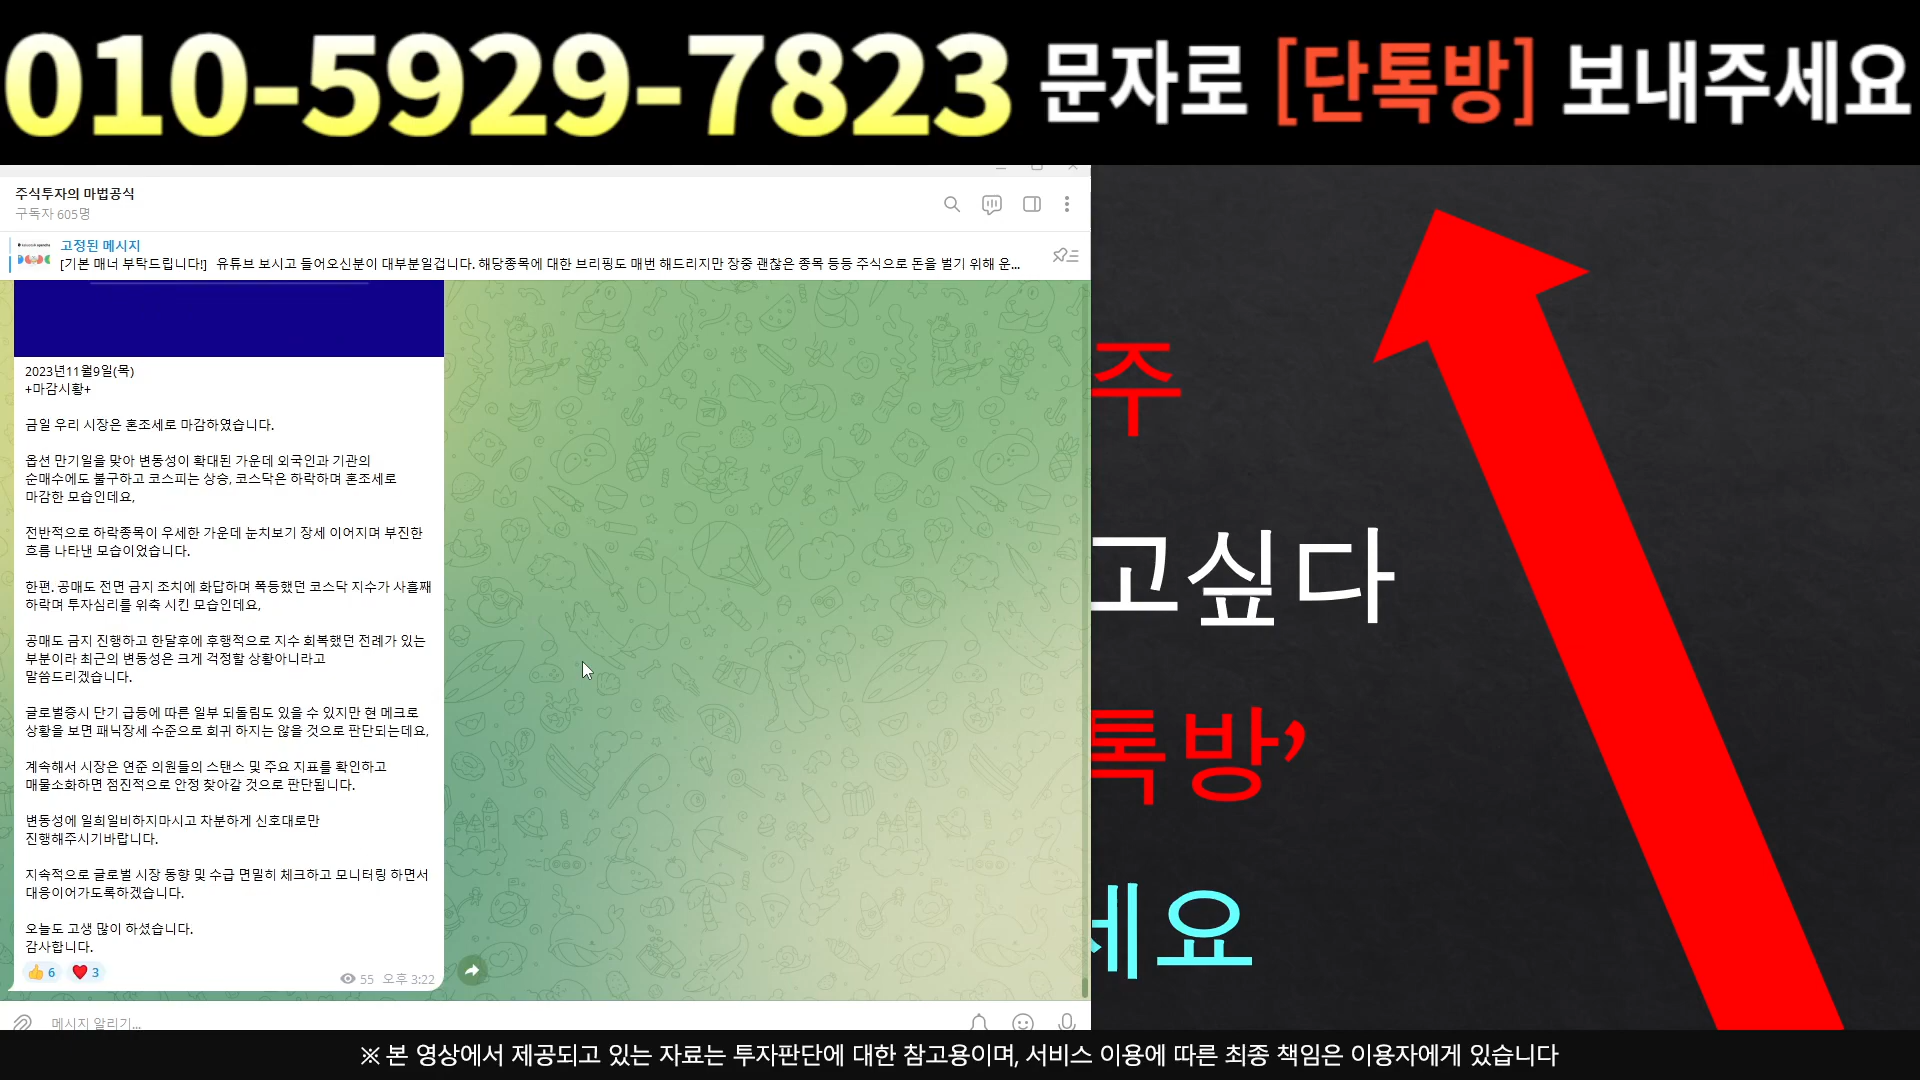 010-5929-7823 문자로 [단톡방] 보내주세요
주식투자의 마법공식
구독자 605명
고정된 메시지
[기본 매너 부탁드립니다!] 유튜브 보시고 들어오신분이 대부분일겁니다. 해당종목에 대한 브리핑도 매번 해드리지만 장중 괜찮은 종목 등등 주식으로 돈을 벌기 위해 운...
2023년11월9일(목)
+마감시황+
금일 우리 시장은 혼조세로 마감하였습니다.
옵션 만기일을 맞아 변동성이 확대된 가운데 외국인과 기관의
순매수에도 불구하고 코스피는 상승, 코스닥은 하락하며 혼조세로
마감한 모습인데요,
전반적으로 하락종목이 우세한 가운데 눈치보기 장세 이어지며 부진한
흐름 나타낸 모습이었습니다.
한편. 공매도 전면 금지 조치에 화답하며 폭등했던 코스닥 지수가 사흘째
하락며 투자심리를 위축 시킨 모습인데요,
공매도 금지 진행하고 한달후에 후행적으로 지수 회복했던 전례가 있는
부분이라 최근의 변동성은 크게 걱정할 상황아니라고
말씀드리겠습니다.
글로벌증시 단기 급등에 따른 일부 되돌림도 있을 수 있지만 현 메크로
상황을 보면 패닉장세 수준으로 회귀 하지는 않을 것으로 판단되는데요,
계속해서 시장은 연준 의원들의 스탠스 및 주요 지표를 확인하고
매물소화하면 점진적으로 안정 찾아갈 것으로 판단됩니다.
변동성에 일희일비하지마시고 차분하게 신호대로만
진행해주시기바랍니다.
지속적으로 글로벌 시장 동향 및 수급 면밀히 체크하고 모니터링 하면서
대응이어가도록하겠습니다.
오늘도 고생 많이 하셨습니다.
감사합니다.
6 3
55 오후 3:22
메시지 알리기...
주
고싶다
톡방’
세요
※ 본 영상에서 제공되고 있는 자료는 투자판단에 대한 참고용이며, 서비스 이용에 따른 최종 책임은 이용자에게 있습니다